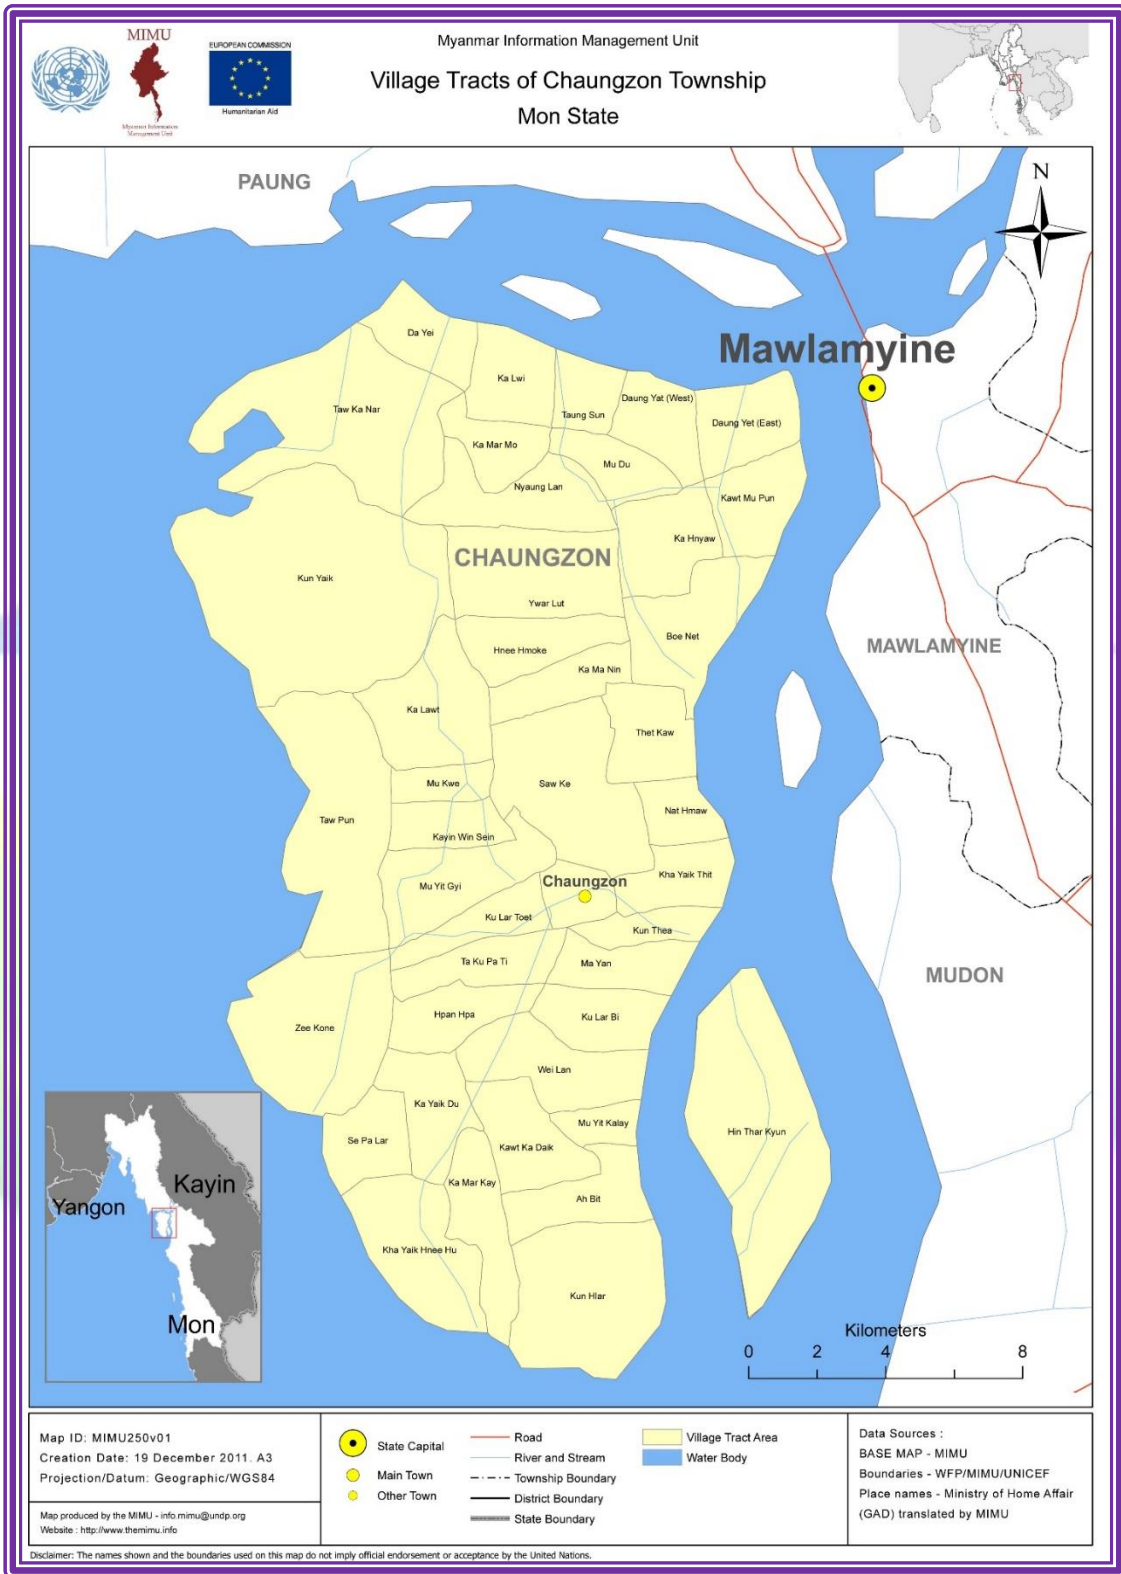 MIMU
Myanmar Information
Management Unit
EUROPEAN COMMISSION
Humanitarian Aid
Myanmar Information Management Unit
Village Tracts of Chaungzon Township
Mon State
PAUNG
N
Mawlamyine
Da Yei
Ka Lwi
Taw Ka Nar
Taung Sun
Daung Yat (West)
Daung Yet (East)
Ka Mar Mo
Mu Du
Nyaung Lan
Kawt Mu Pun
Ka Hnyaw
CHAUNGZON
Kun Yaik
Ywar Lut
Boe Net
MAWLAMYINE
Hnee Hmoke
Ka Ma Nin
Ka Lawt
Thet Kaw
Mu Kwe
Saw Ke
Nat Hmaw
Taw Pun
Kayin Win Sein
Kha Yaik Thit
Chaungzon
Mu Yit Gyi
Ku Lar Toet
Kun Thea
Ta Ku Pa Ti
Ma Yan
MUDON
Hpan Hpa
Ku Lar Bi
Zee Kone
Wei Lan
Ka Yaik Du
Mu Yit Kalay
Hin Thar Kyun
Se Pa Lar
Kawt Ka Daik
Ka Mar Kay
Ah Bit
Kha Yaik Hnee Hu
Kun Hlar
Kayin
Yangon
Mon
Kilometers
0 2 4 8
Map ID: MIMU250v01
Creation Date: 19 December 2011. A3
Projection/Datum: Geographic/WGS84
Map produced by the MIMU - info.mimu@undp.org
Website : http://www.themimu.info
State Capital
Main Town
Other Town
Road
River and Stream
Township Boundary
District Boundary
State Boundary
Village Tract Area
Water Body
Data Sources :
BASE MAP - MIMU
Boundaries - WFP/MIMU/UNICEF
Place names - Ministry of Home Affair
(GAD) translated by MIMU
Disclaimer: The names shown and the boundaries used on this map do not imply official endorsement or acceptance by the United Nations.